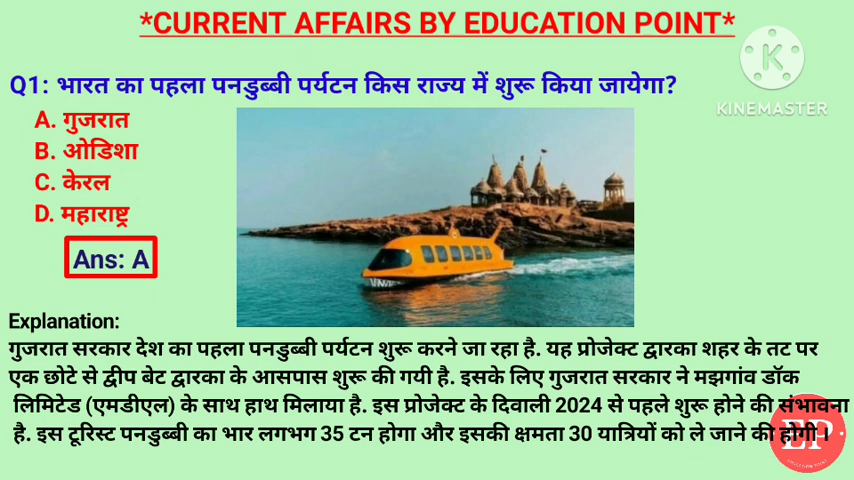 *CURRENT AFFAIRS BY EDUCATION POINT*
KINEMASTER
Q1: भारत का पहला पनडुब्बी पर्यटन किस राज्य में शुरू किया जायेगा?
A. गुजरात
B. ओडिशा
C. केरल
D. महाराष्ट्र
Ans: A
Explanation:
गुजरात सरकार देश का पहला पनडुब्बी पर्यटन शुरू करने जा रहा है. यह प्रोजेक्ट द्वारका शहर के तट पर
एक छोटे से द्वीप बेट द्वारका के आसपास शुरू की गयी है. इसके लिए गुजरात सरकार ने मझगांव डॉक
लिमिटेड (एमडीएल) के साथ हाथ मिलाया है. इस प्रोजेक्ट के दिवाली 2024 से पहले शुरू होने की संभावना
है. इस टूरिस्ट पनडुब्बी का भार लगभग 35 टन होगा और इसकी क्षमता 30 यात्रियों को ले जाने की होगी।
EP